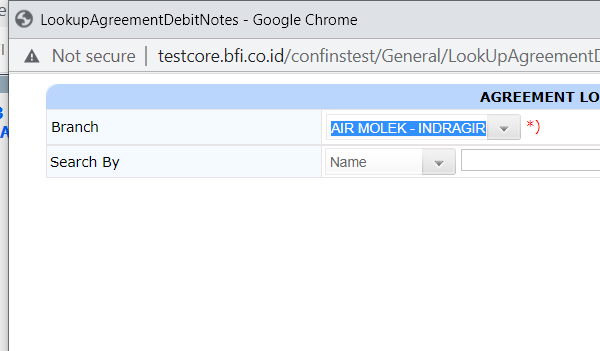 LookupAgreementDebitNotes - Google Chrome
Not secure | testcore.bfi.co.id/confinstest/General/LookUpAgreementD
AGREEMENT LO
Branch AIR MOLEK - INDRAGIR *)
Search By Name